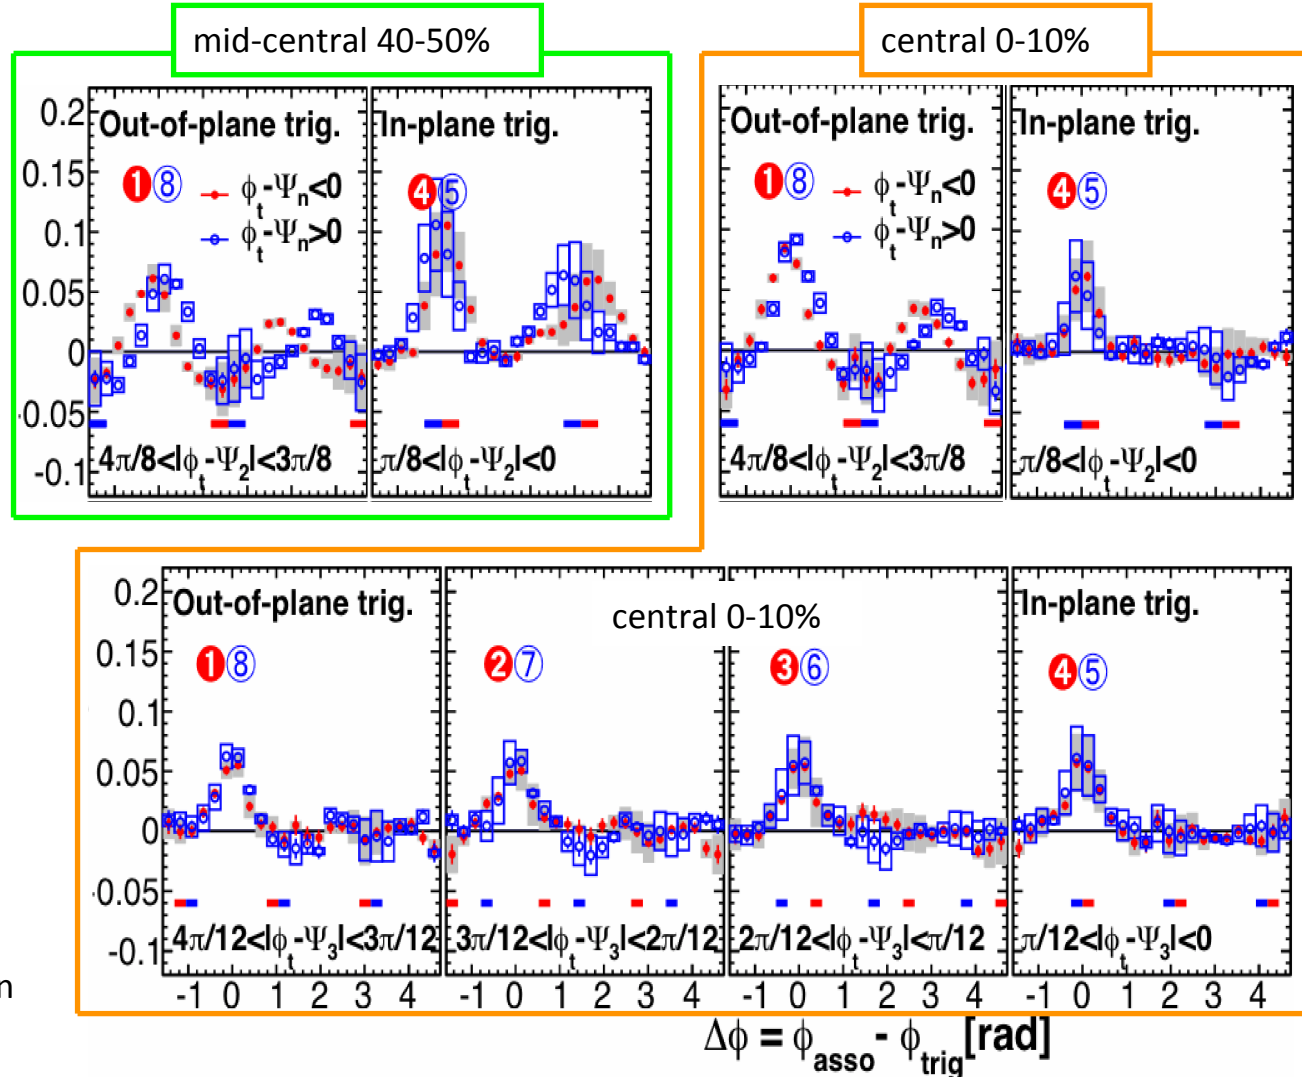 mid-central 40-50%
central 0-10%
Out-of-plane trig.
In-plane trig.
Out-of-plane trig.
In-plane trig.
1 8
4 5
1 8
4 5
ϕt-Ψn<0
ϕt-Ψn>0
ϕt-Ψn<0
ϕt-Ψn>0
0.2
0.15
0.1
0.05
0
-0.05
-0.1
4π/8<|ϕt-Ψ2|<3π/8
π/8<|ϕt-Ψ2|<0
4π/8<|ϕt-Ψ2|<3π/8
π/8<|ϕt-Ψ2|<0
Out-of-plane trig.
central 0-10%
In-plane trig.
1 8
2 7
3 6
4 5
0.2
0.15
0.1
0.05
0
-0.05
-0.1
4π/12<|ϕt-Ψ3|<3π/12
3π/12<|ϕt-Ψ3|<2π/12
2π/12<|ϕt-Ψ3|<π/12
π/12<|ϕt-Ψ3|<0
-1 0 1 2 3 4
-1 0 1 2 3 4
-1 0 1 2 3 4
-1 0 1 2 3 4
Δϕ = ϕasso- ϕtrig[rad]